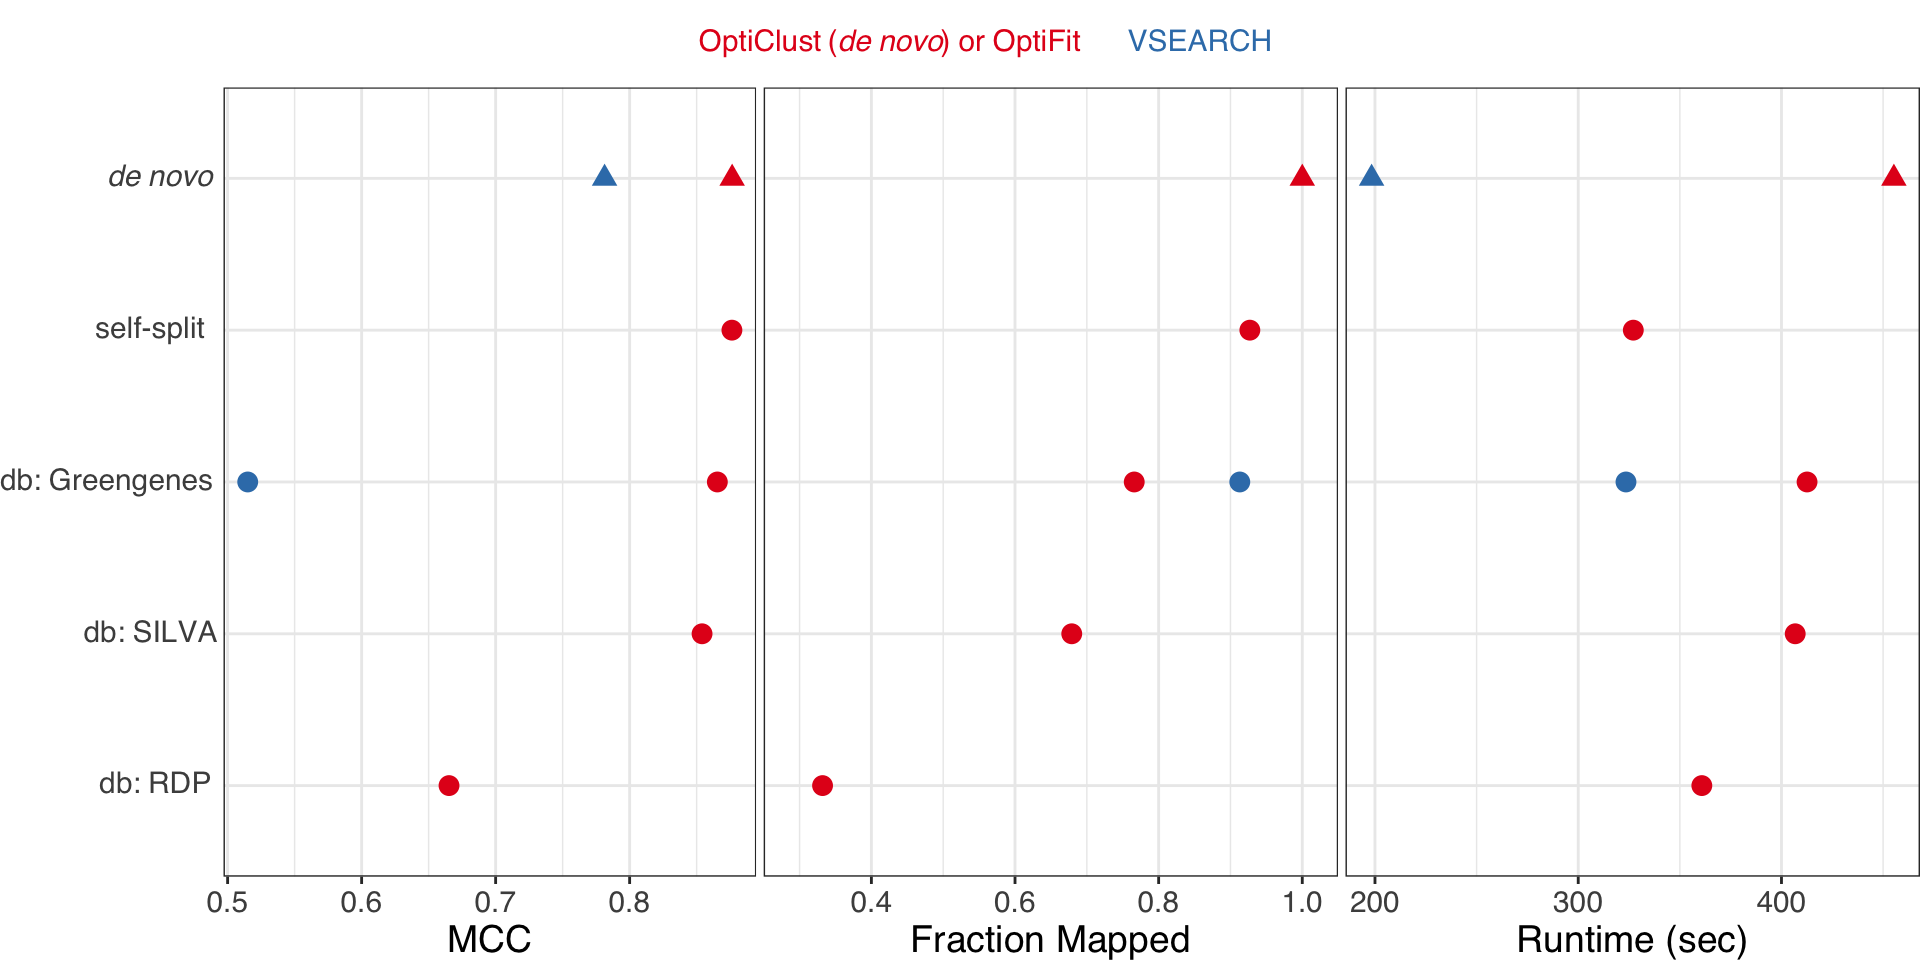 OptiClust (de novo) or OptiFit VSEARCH
de novo
self-split
db: Greengenes
db: SILVA
db: RDP
0.5 0.6 0.7 0.8 0.4 0.6 0.8 1.0 200 300 400
MCC Fraction Mapped Runtime (sec)